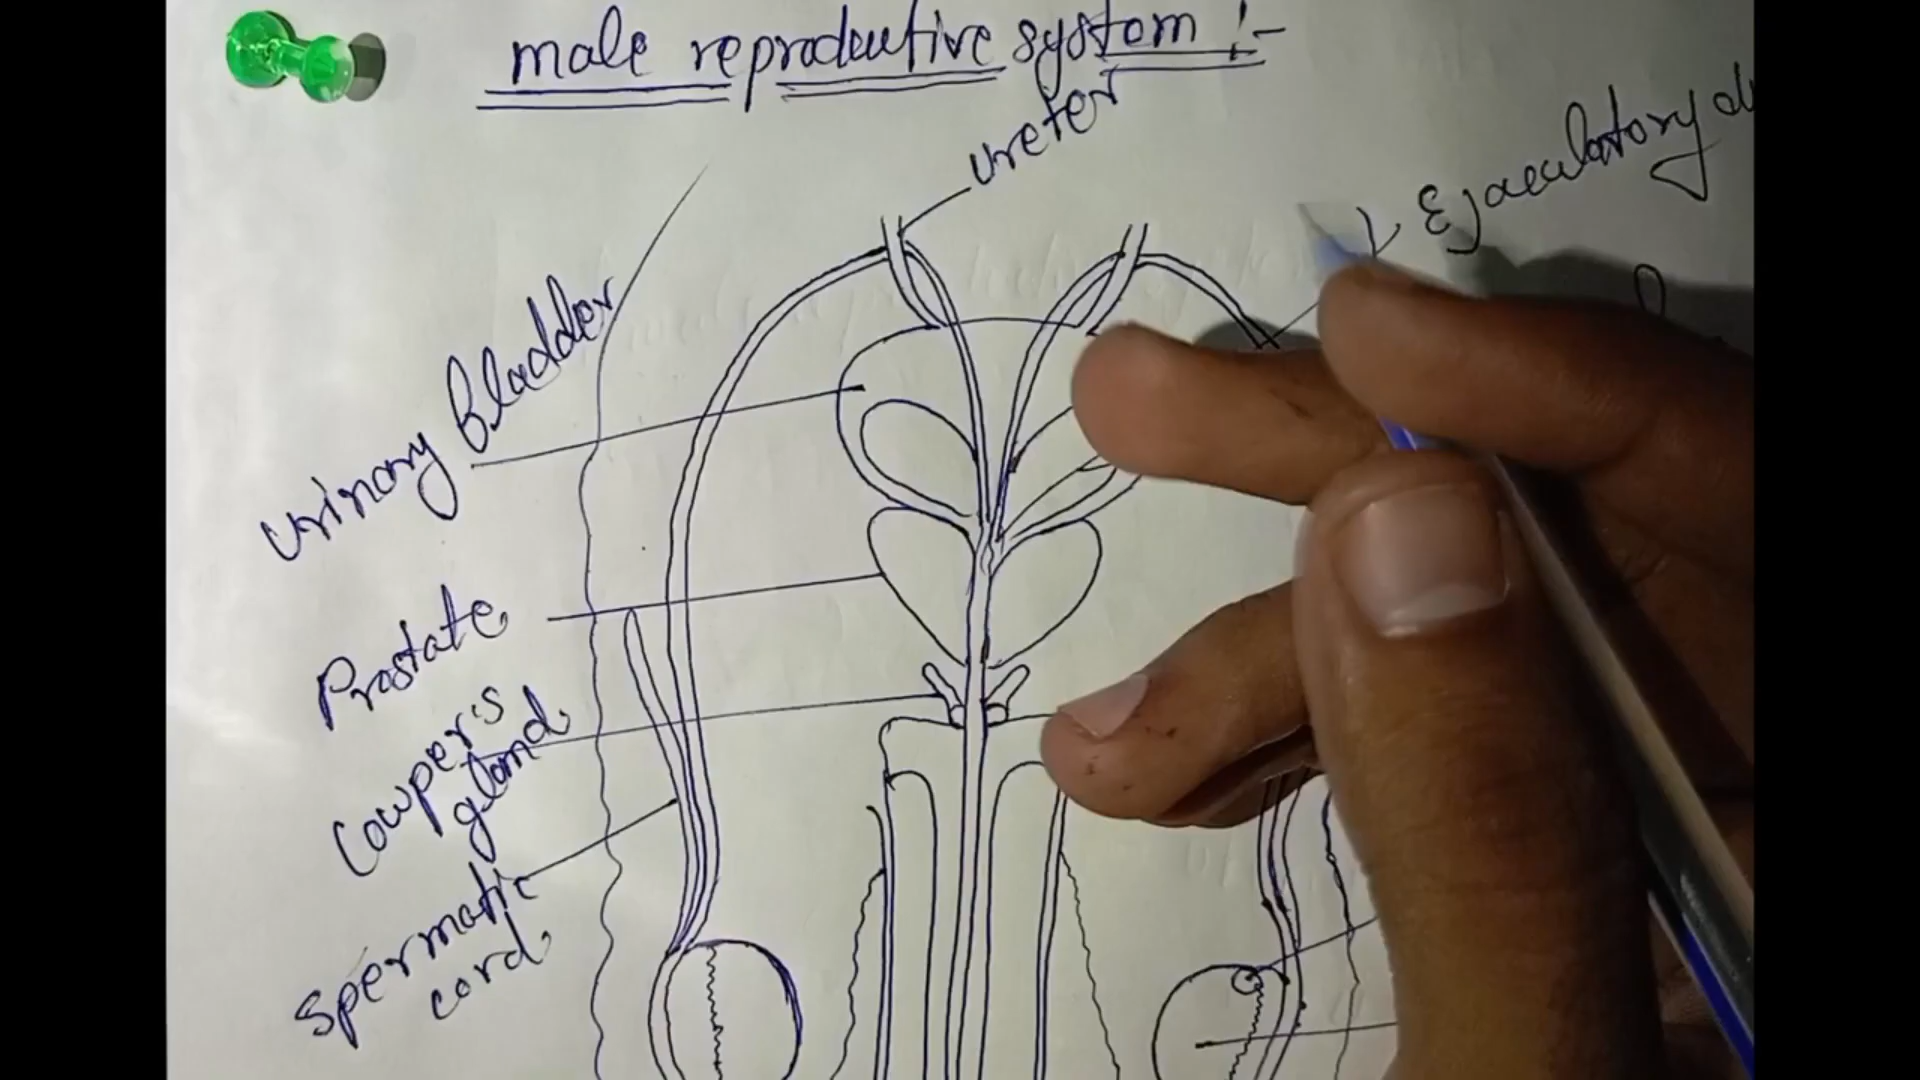 male reproductive system :-
ureter
Ejaculatory
urinary bladder
Prostate
Cowper's
gland
spermatic
cord